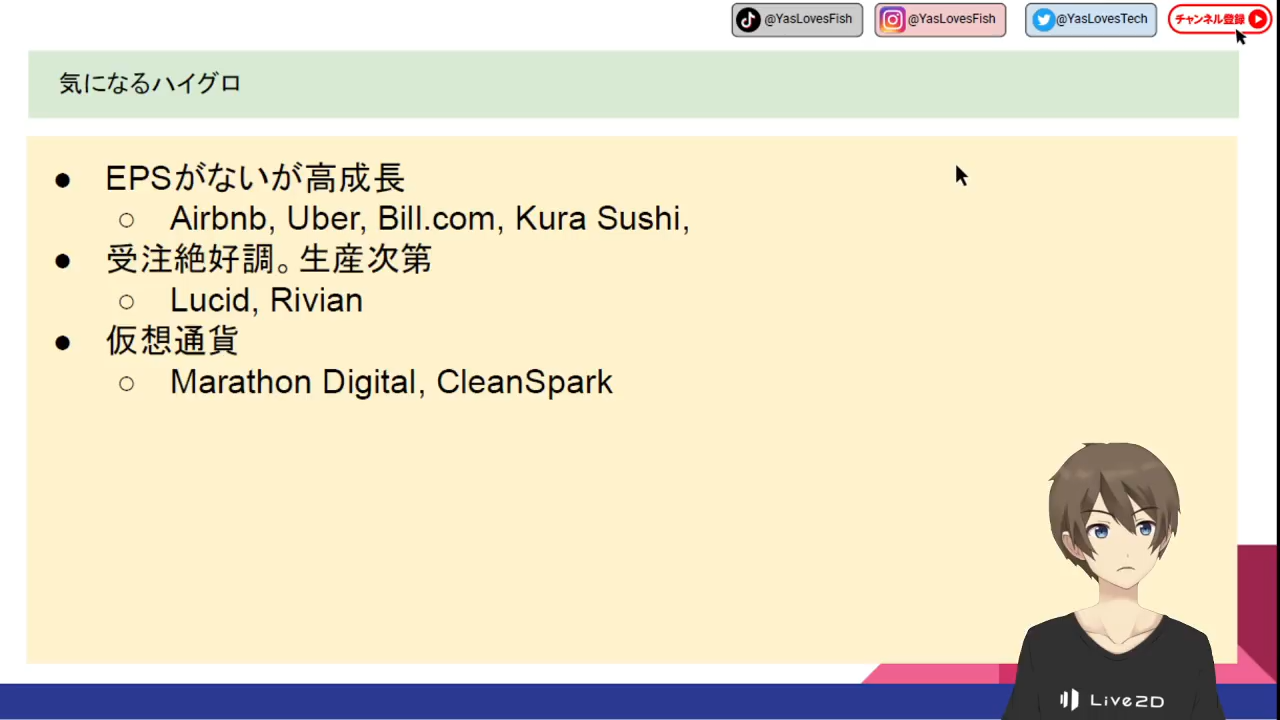 @YasLovesFish @YasLovesFish @YasLovesTech チャンネル登録
気になるハイグロ
● EPSがないが高成長
○ Airbnb, Uber, Bill.com, Kura Sushi,
● 受注絶好調。生産次第
○ Lucid, Rivian
● 仮想通貨
○ Marathon Digital, CleanSpark
Live2D